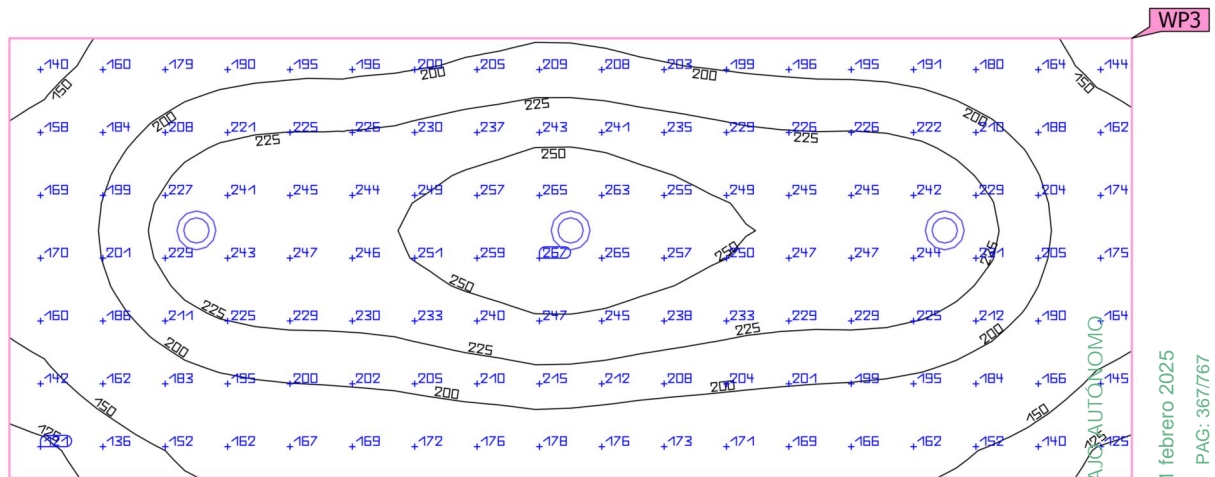 WP3
140 160 179 190 195 196 200 205 209 208 203 199 196 195 191 180 164 144
200 200
150 150
158 184 208 221 225 226 230 237 243 241 235 229 226 226 222 210 188 162
200 225 225 225 200
250
169 199 227 241 245 244 249 257 265 263 255 249 245 245 242 229 204 174
170 201 229 243 247 246 251 259 267 265 257 250 247 247 244 231 205 175
250 250 225
160 186 211 225 229 230 233 240 247 245 238 233 229 229 225 212 190 164
225 225 225 200
200
142 162 183 195 200 202 205 210 215 212 208 204 201 199 195 184 166 145
150 200 200 150
121 136 152 162 167 169 172 176 178 176 173 171 169 166 162 152 140 125
125 125
AJO AUTÓNOMO
1 febrero 2025
PAG: 367/767